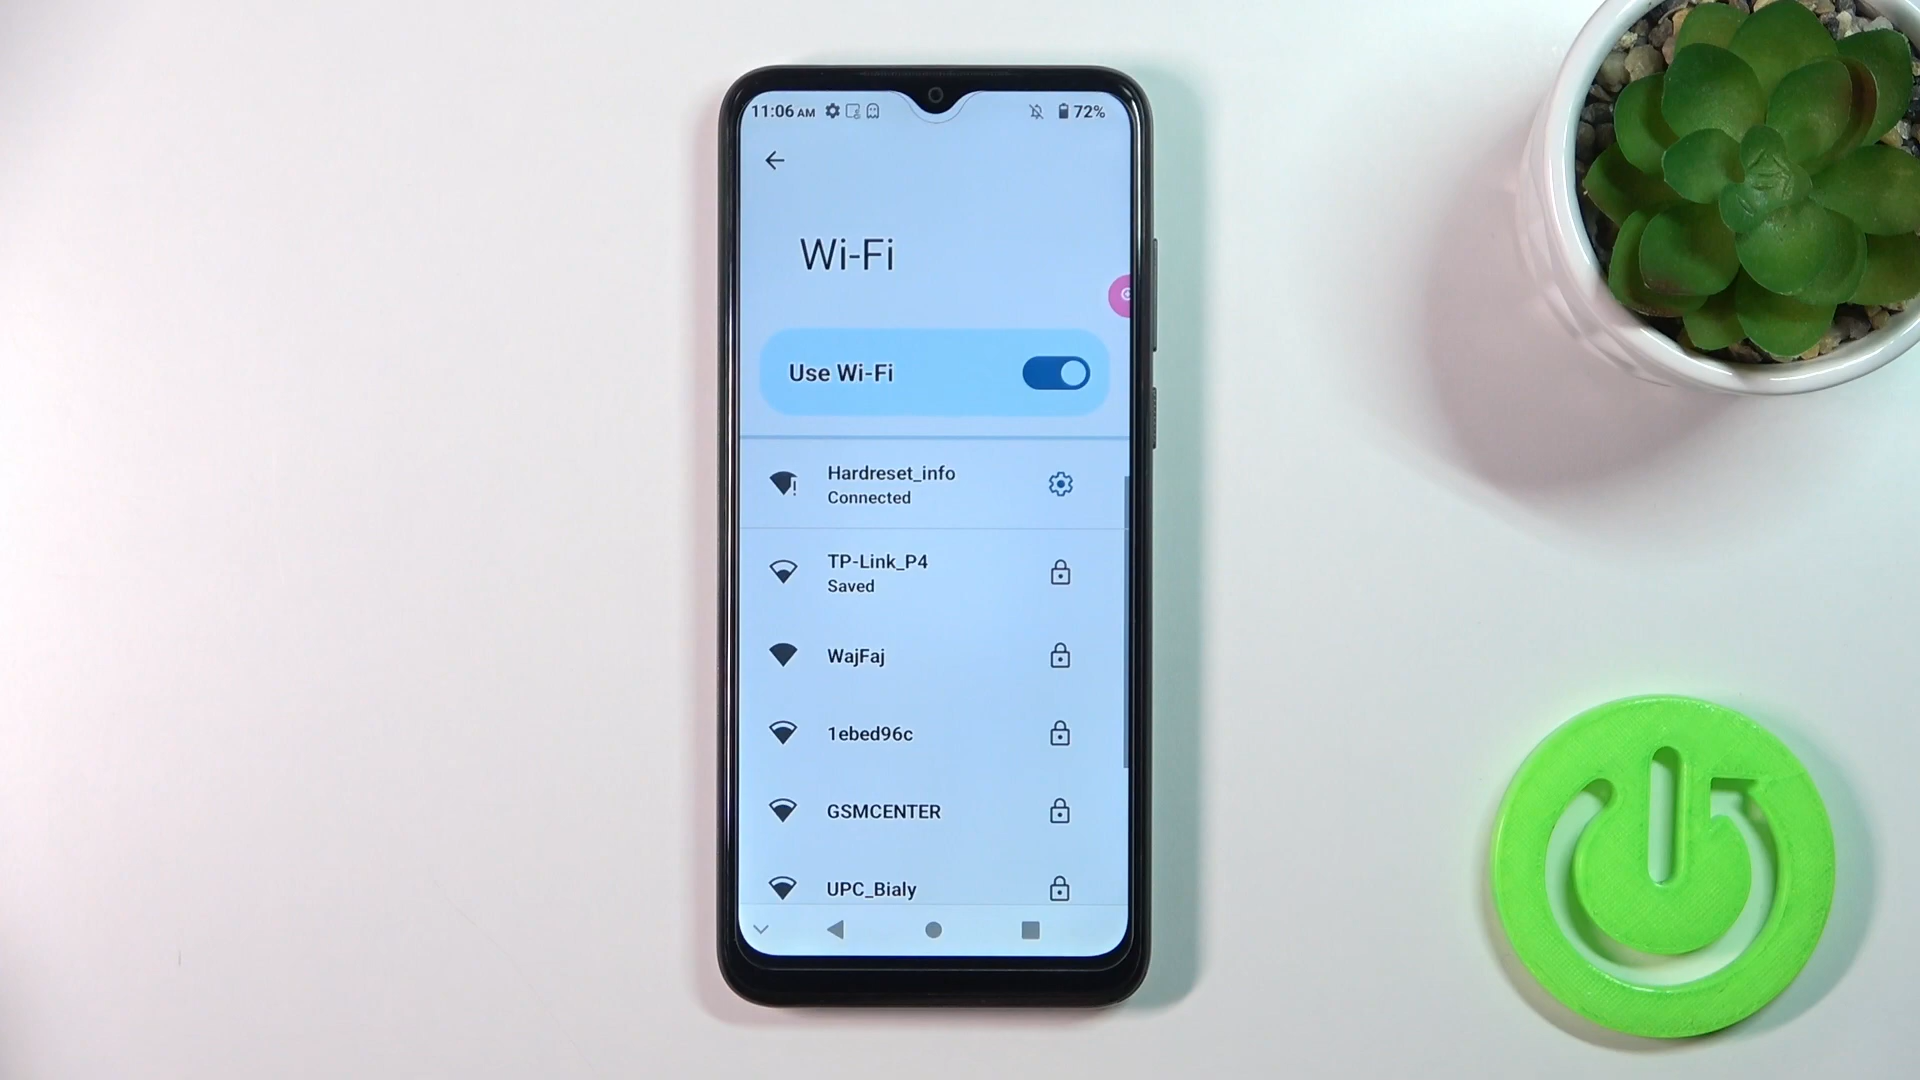 11:06 AM 72%
Wi-Fi
Use Wi-Fi
Hardreset_info
Connected
TP-Link_P4
Saved
WajFaj
1ebed96c
GSMCENTER
UPC_Bialy